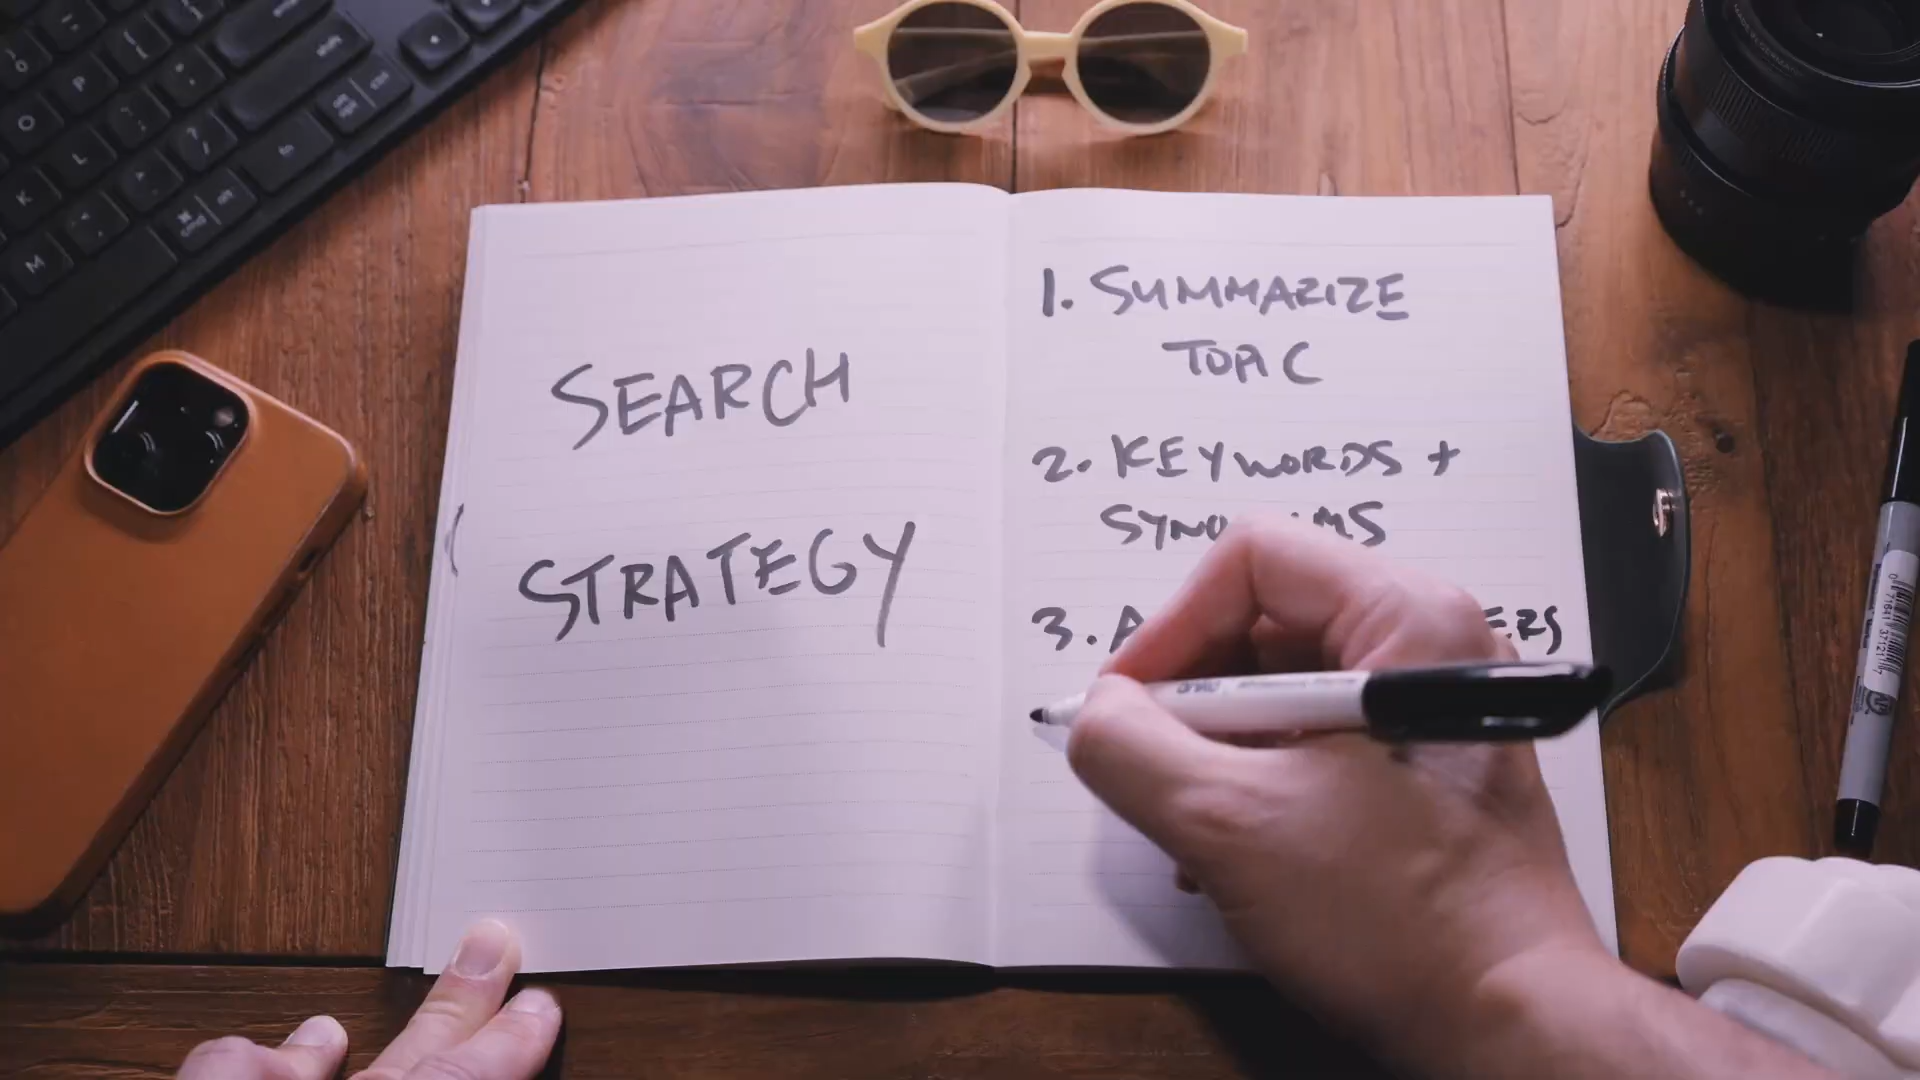 SEARCH
STRATEGY
1. SUMMARIZE
TOPIC
2. KEYWORDS +
3.